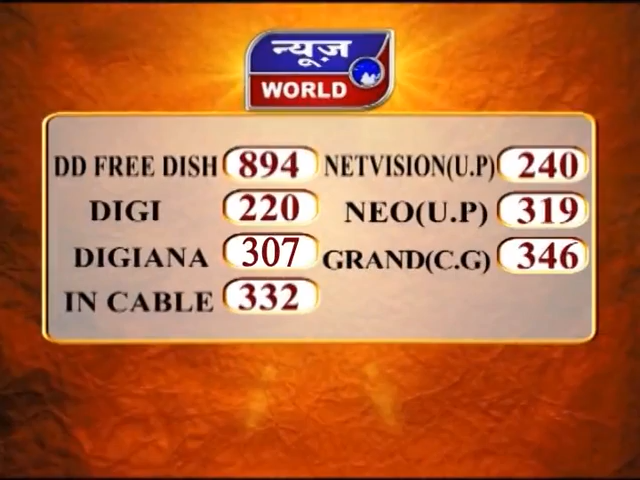 न्यूज़
WORLD
DD FREE DISH 894 NETVISION(U.P) 240
DIGI 220 NEO(U.P) 319
DIGIANA 307 GRAND(C.G) 346
IN CABLE 332